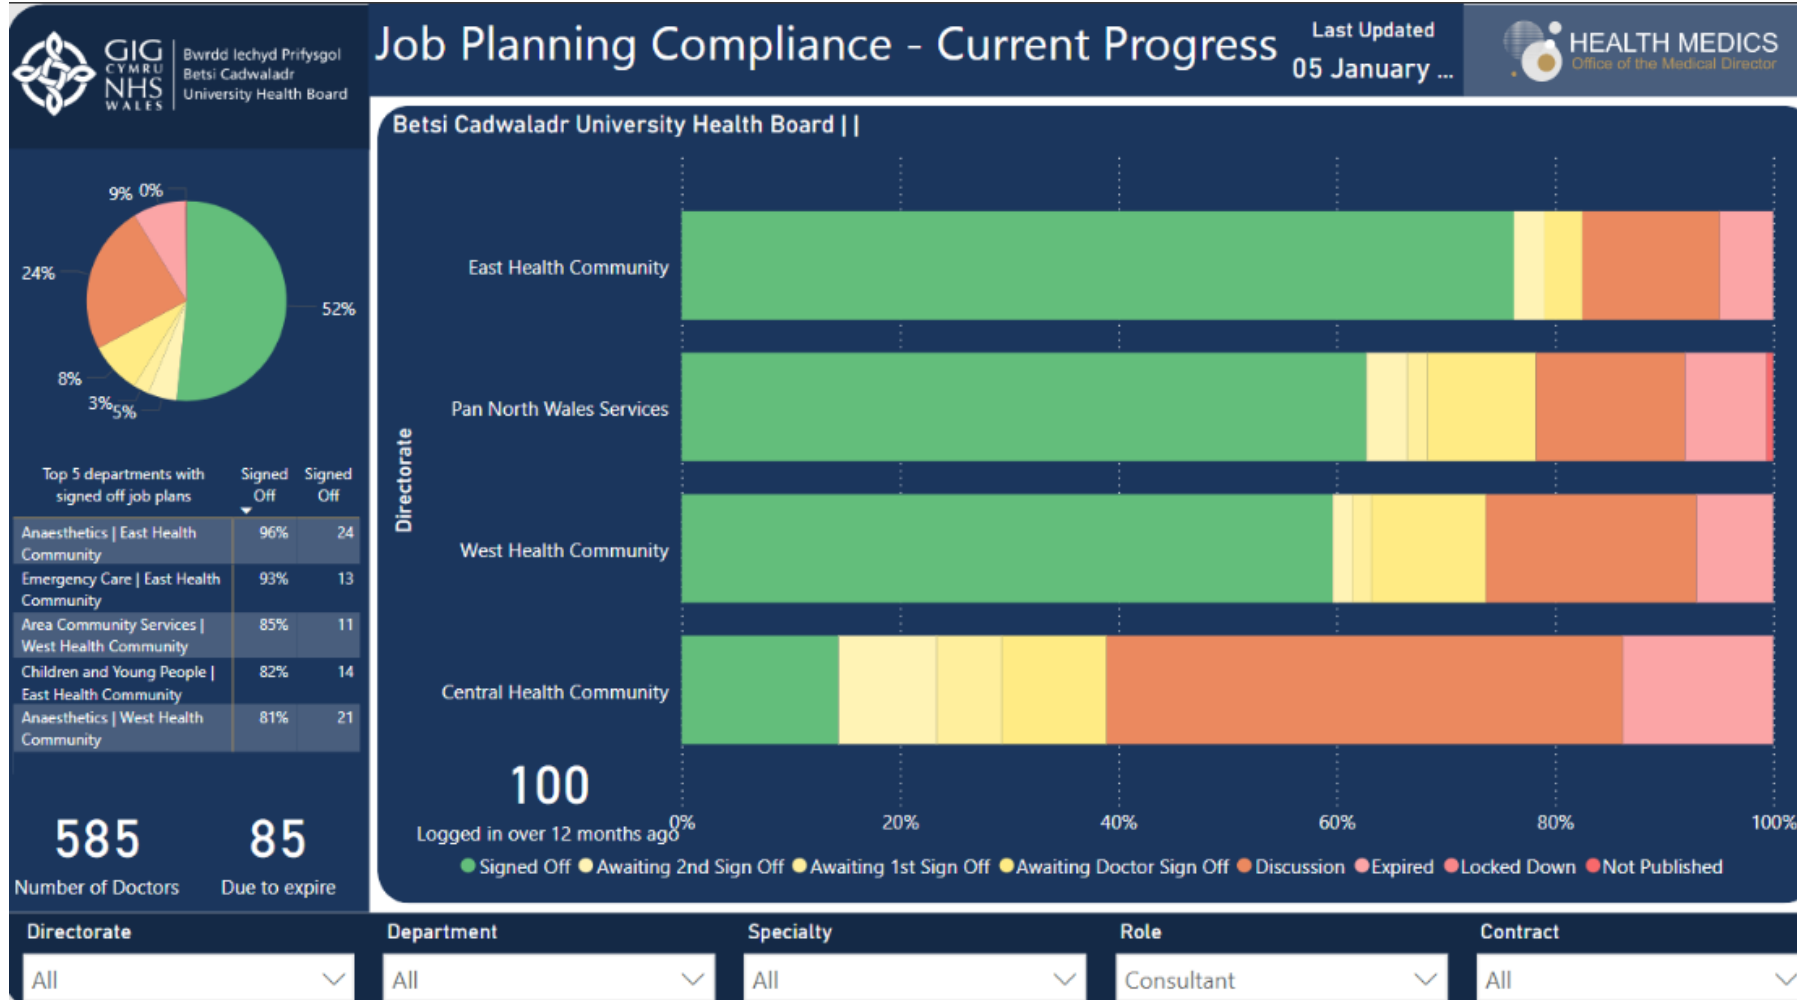 GIG
CYMRU
NHS
WALES
Bwrdd Iechyd Prifysgol
Betsi Cadwaladr
University Health Board
Job Planning Compliance - Current Progress
Last Updated
05 January ...
HEALTH MEDICS
Office of the Medical Director
Betsi Cadwaladr University Health Board | |
9% 0%
24%
52%
8%
3%
5%
Top 5 departments with signed off job plans
Signed Off
Signed Off
Anaesthetics | East Health Community 96% 24
Emergency Care | East Health Community 93% 13
Area Community Services | West Health Community 85% 11
Children and Young People | East Health Community 82% 14
Anaesthetics | West Health Community 81% 21
585
Number of Doctors
85
Due to expire
Directorate
East Health Community
Pan North Wales Services
West Health Community
Central Health Community
100
Logged in over 12 months ago
0% 20% 40% 60% 80% 100%
Signed Off Awaiting 2nd Sign Off Awaiting 1st Sign Off Awaiting Doctor Sign Off Discussion Expired Locked Down Not Published
Directorate Department Specialty Role Contract
All All All Consultant All